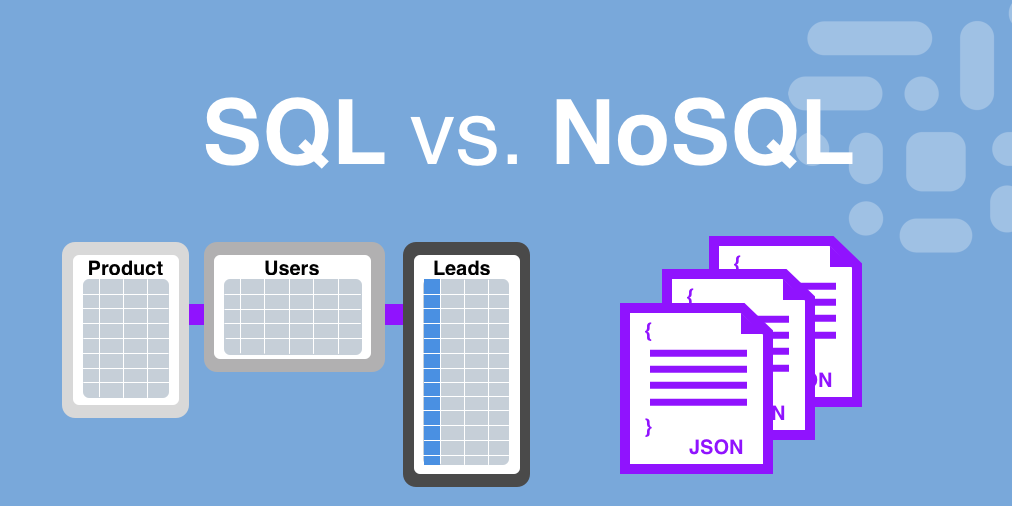 SQL vs. NoSQL
Product
Users
Leads
{
{
{
}
JSON
ON
N